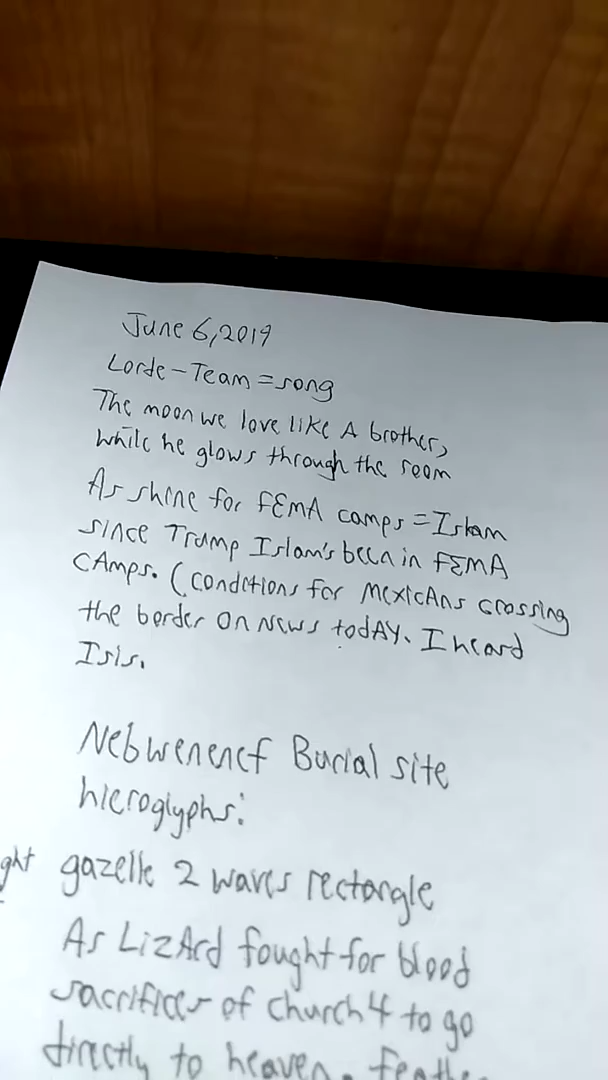 June 6, 2019
Lorde - Team = song
The moon we love like A brother,
while he glows through the room
As shine for FEMA camps = Islam
since Trump Islam's been in FEMA
CAmps. (conditions for MexicAns crossing
the border on News todAY. I heard
Isis.
Nebwenenef Burial site
hieroglyphs:
ght gazelle 2 waves rectangle
As LizArd fought for blood
sacrifices of church 4 to go
directly to heaven. Feathe